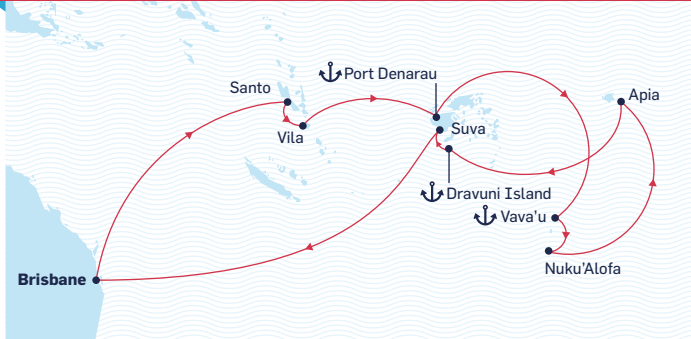 Santo
Vila
Port Denarau
Suva
Apia
Dravuni Island
Vava'u
Nuku'Alofa
Brisbane